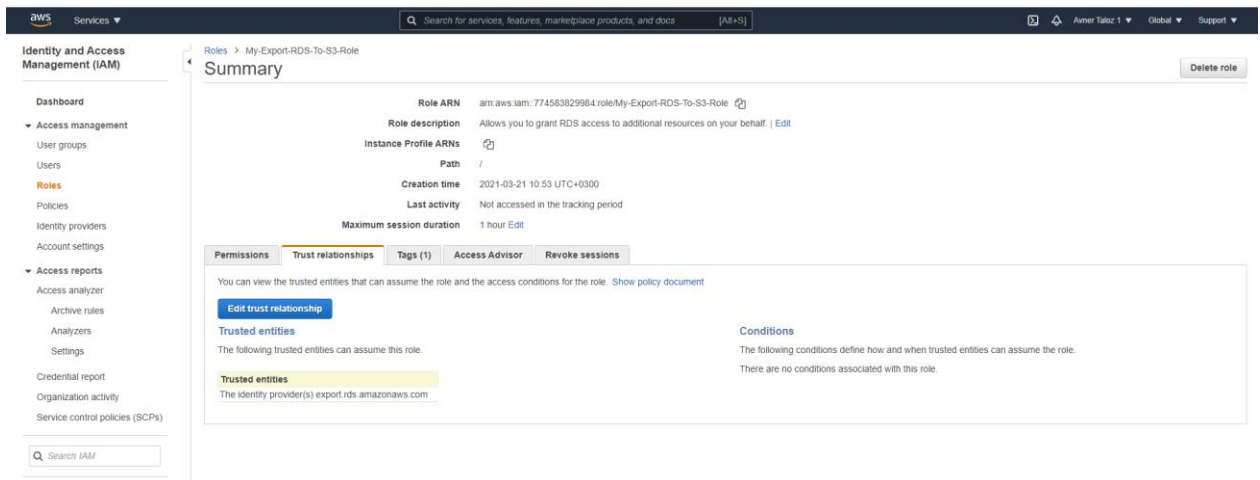 aws Services Search for services, features, marketplace products, and docs [Alt+S] Avner Taloz 1 Global Support
Identity and Access Management (IAM)
Dashboard
Access management
User groups
Users
Roles
Policies
Identity providers
Account settings
Access reports
Access analyzer
Archive rules
Analyzers
Settings
Credential report
Organization activity
Service control policies (SCPs)
Search IAM
Roles > My-Export-RDS-To-S3-Role
Summary
Delete role
Role ARN arn:aws:iam::774583829984:role/My-Export-RDS-To-S3-Role
Role description Allows you to grant RDS access to additional resources on your behalf. | Edit
Instance Profile ARNs
Path /
Creation time 2021-03-21 10:53 UTC+0300
Last activity Not accessed in the tracking period
Maximum session duration 1 hour Edit
Permissions Trust relationships Tags (1) Access Advisor Revoke sessions
You can view the trusted entities that can assume the role and the access conditions for the role. Show policy document
Edit trust relationship
Trusted entities
The following trusted entities can assume this role.
Trusted entities
The identity provider(s) export.rds.amazonaws.com
Conditions
The following conditions define how and when trusted entities can assume the role.
There are no conditions associated with this role.